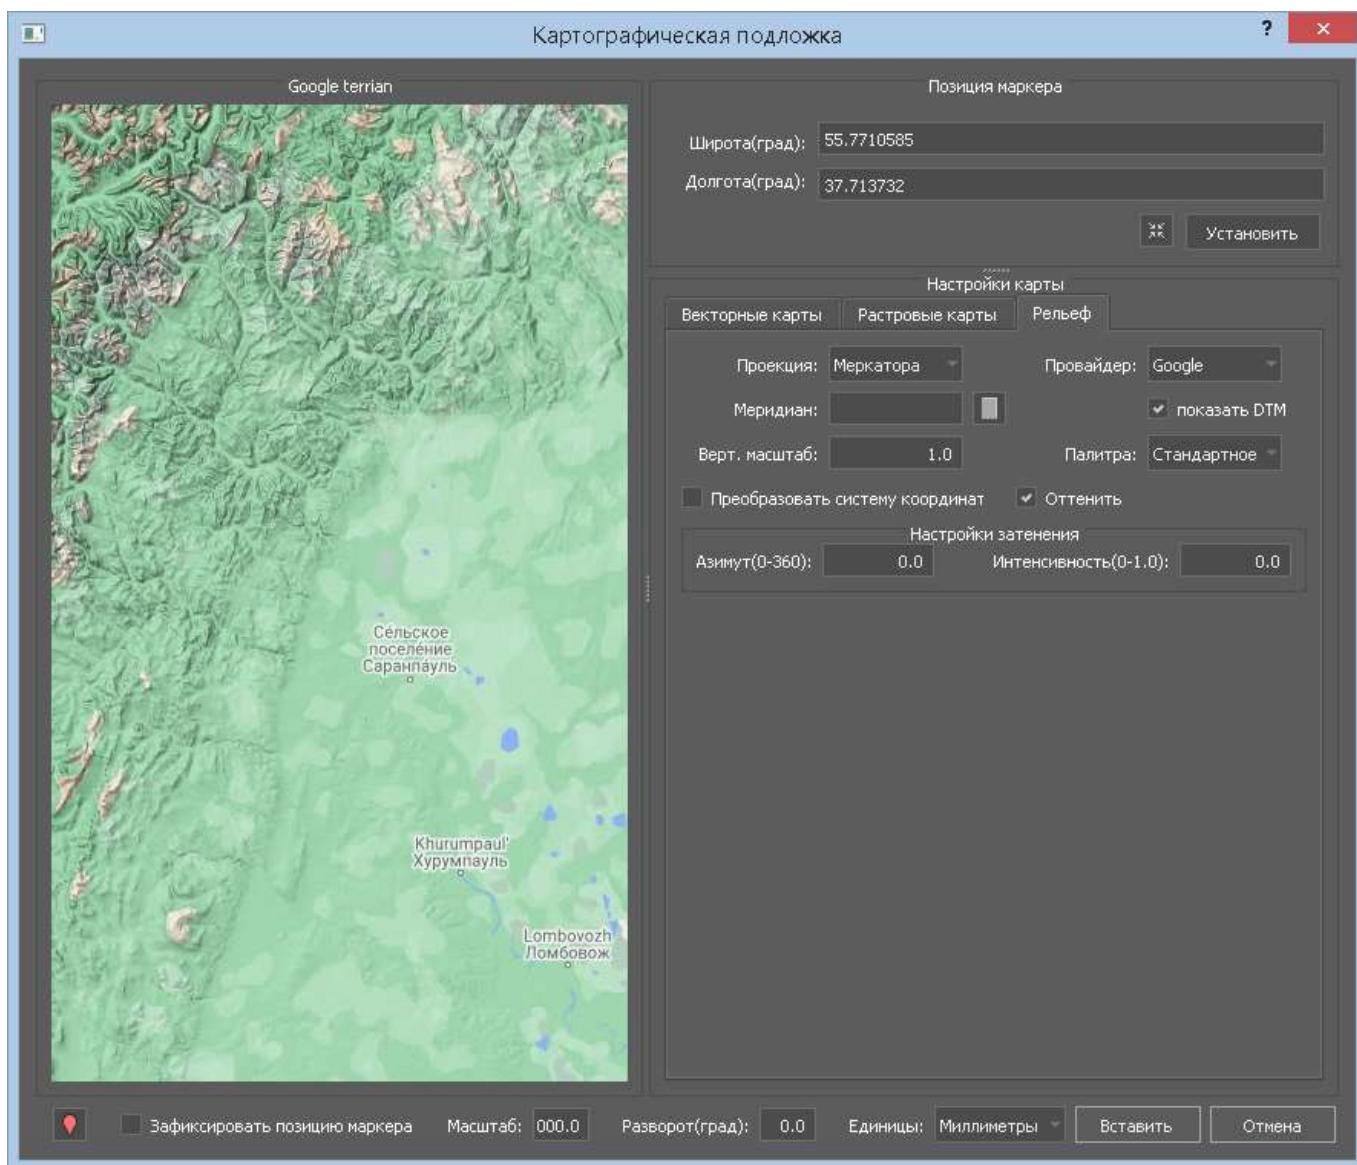 Картографическая подложка
?
Google terrian
Сельское
поселение
Саранпауль
Khurumpaul'
Хурумпауль
Lombovozh
Ломбовож
Позиция маркера
Широта(град): 55.7710585
Долгота(град): 37.713732
Установить
Настройки карты
Векторные карты Растровые карты Рельеф
Проекция: Меркатора Провайдер: Google
Меридиан: показать DTM
Верт. масштаб: 1.0 Палитра: Стандартное
Преобразовать систему координат Оттенить
Настройки затенения
Азимут(0-360): 0.0 Интенсивность(0-1.0): 0.0
Зафиксировать позицию маркера Масштаб: 000.0 Разворот(град): 0.0 Единицы: Миллиметры Вставить Отмена